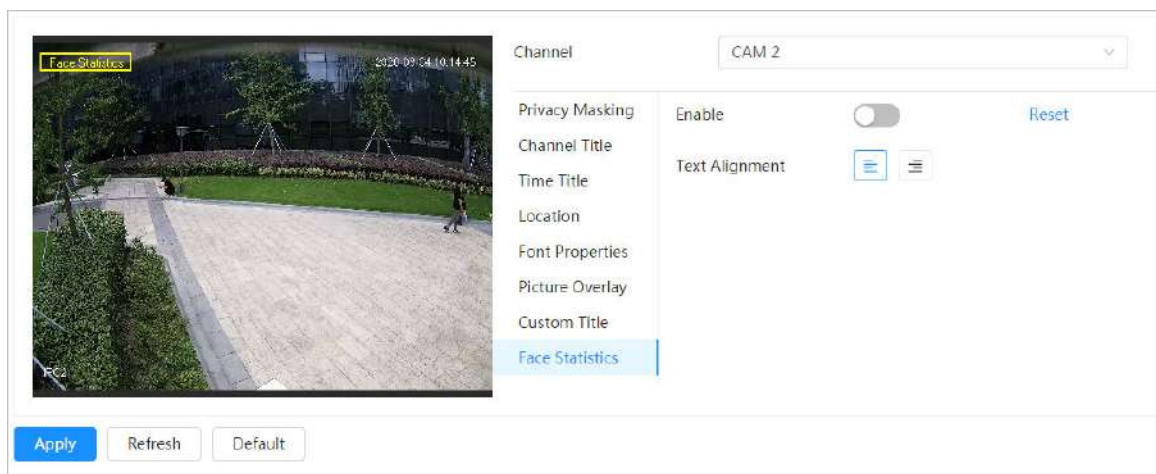 Face Statistics
2020-09-04 10:14:45
IPC2
Channel
CAM 2
Privacy Masking
Channel Title
Time Title
Location
Font Properties
Picture Overlay
Custom Title
Face Statistics
Enable
Reset
Text Alignment
Apply
Refresh
Default